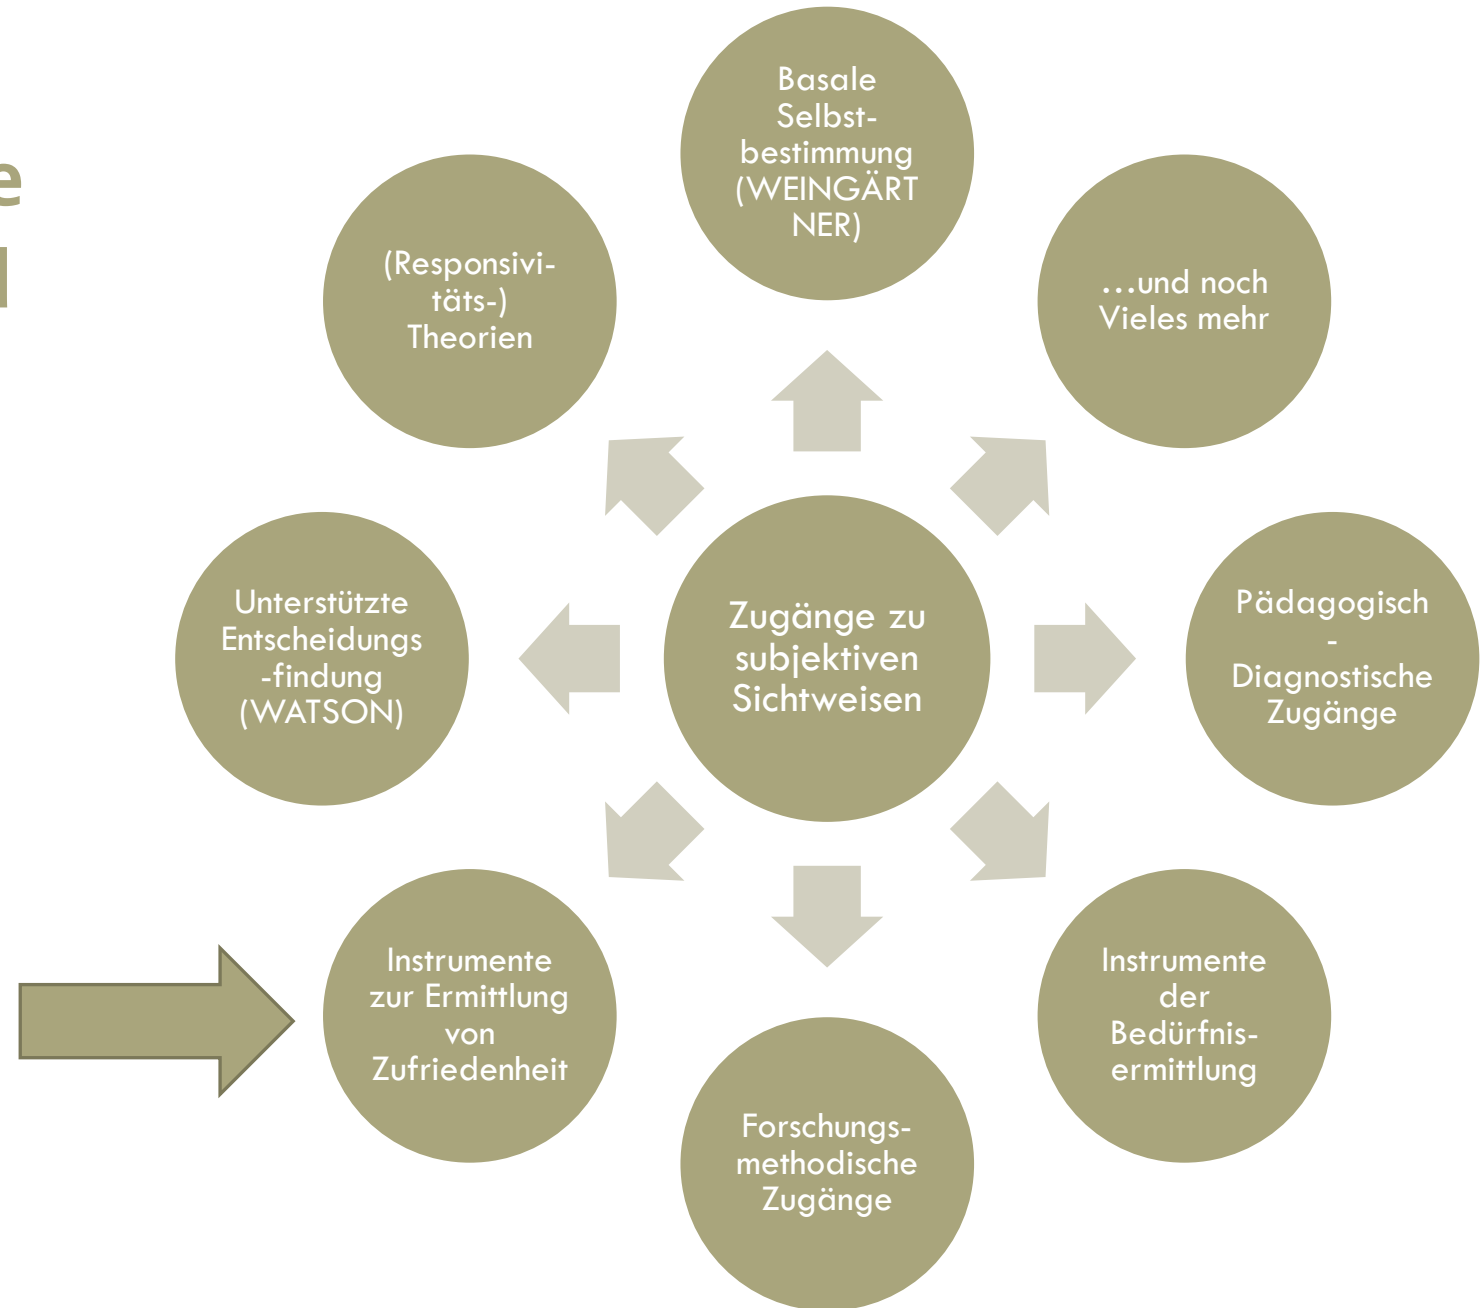 e
Basale
Selbst-
bestimmung
(WEINGÄRT
NER)
…und noch
Vieles mehr
Pädagogisch
-
Diagnostische
Zugänge
Instrumente
der
Bedürfnis-
ermittlung
Forschungs-
methodische
Zugänge
Instrumente
zur Ermittlung
von
Zufriedenheit
Unterstützte
Entscheidungs
-findung
(WATSON)
(Responsivi-
täts-)
Theorien
Zugänge zu
subjektiven
Sichtweisen